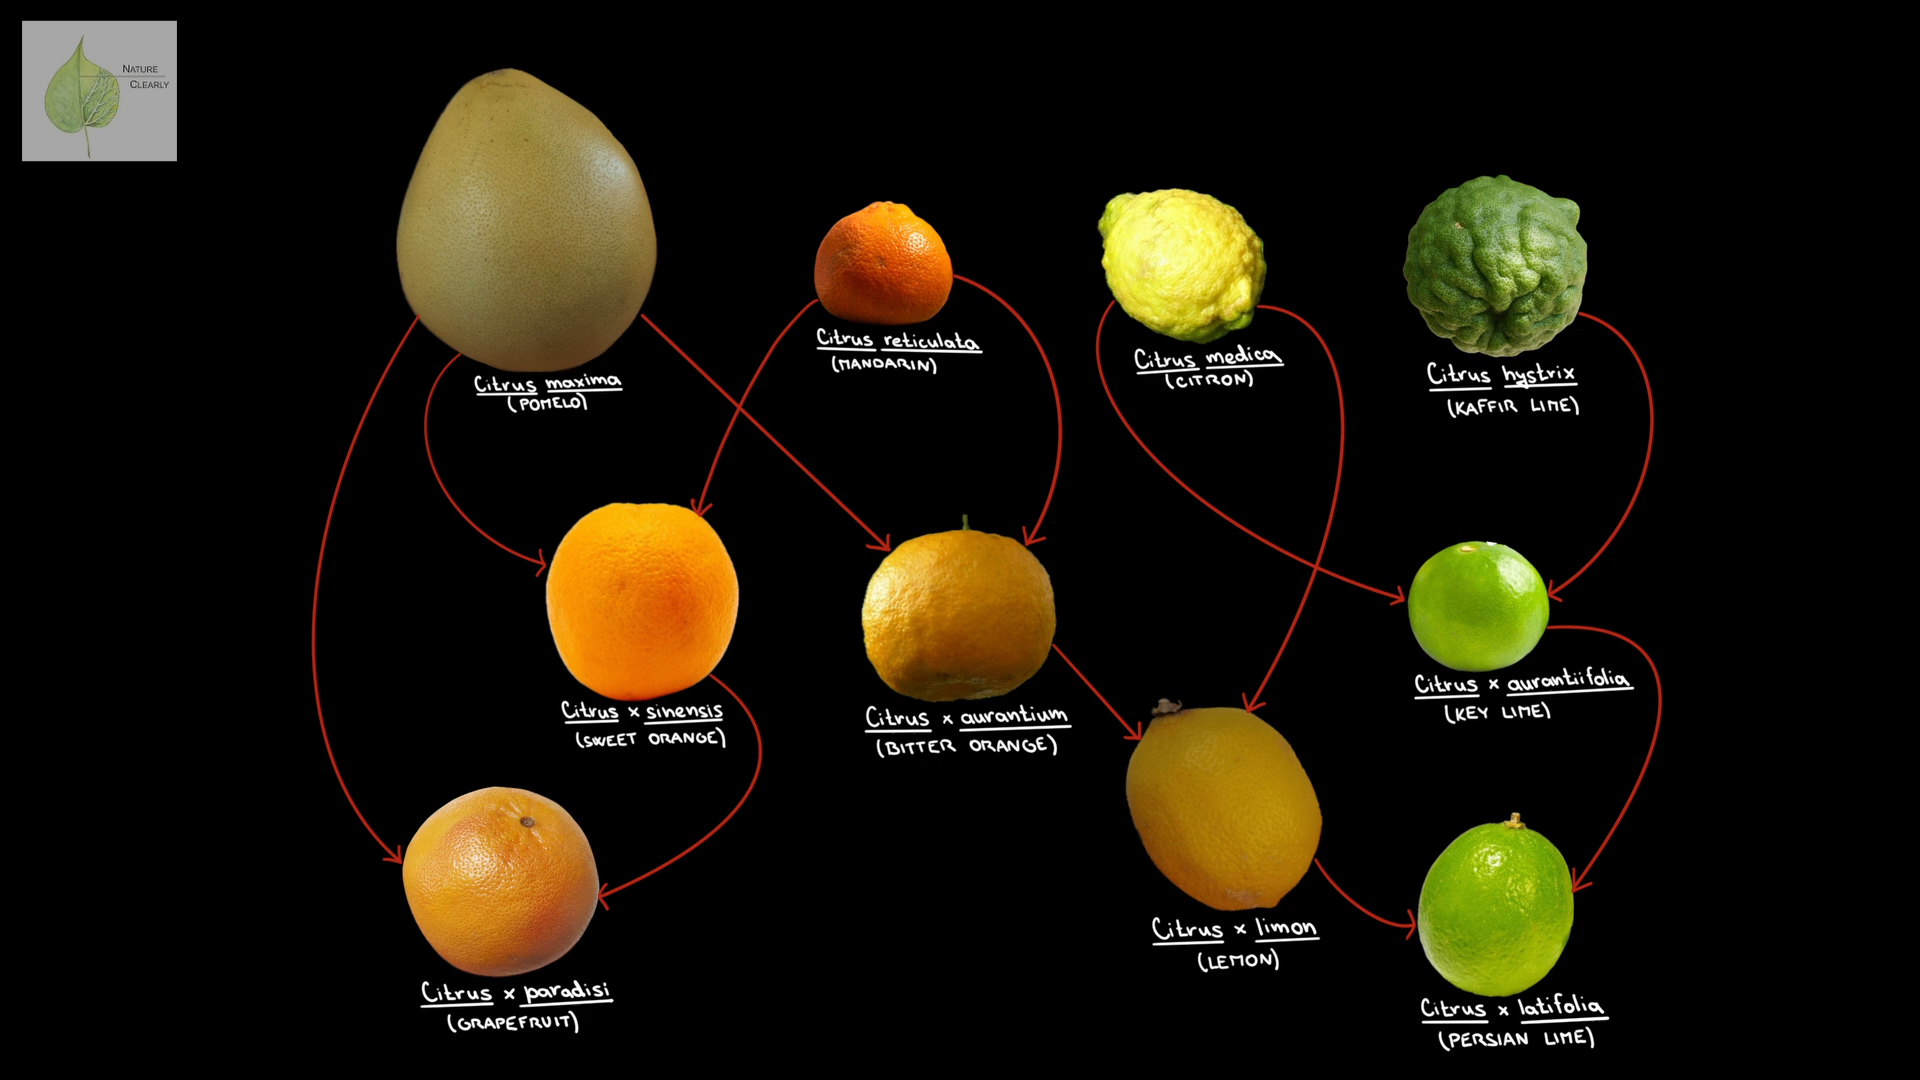 NATURE
CLEARLY
Citrus maxima
(POMELO)
Citrus reticulata
(MANDARIN)
Citrus medica
(CITRON)
Citrus hystrix
(KAFFIR LIME)
Citrus × sinensis
(SWEET ORANGE)
Citrus × aurantium
(BITTER ORANGE)
Citrus × aurantiifolia
(KEY LIME)
Citrus × paradisi
(GRAPEFRUIT)
Citrus × limon
(LEMON)
Citrus × latifolia
(PERSIAN LIME)